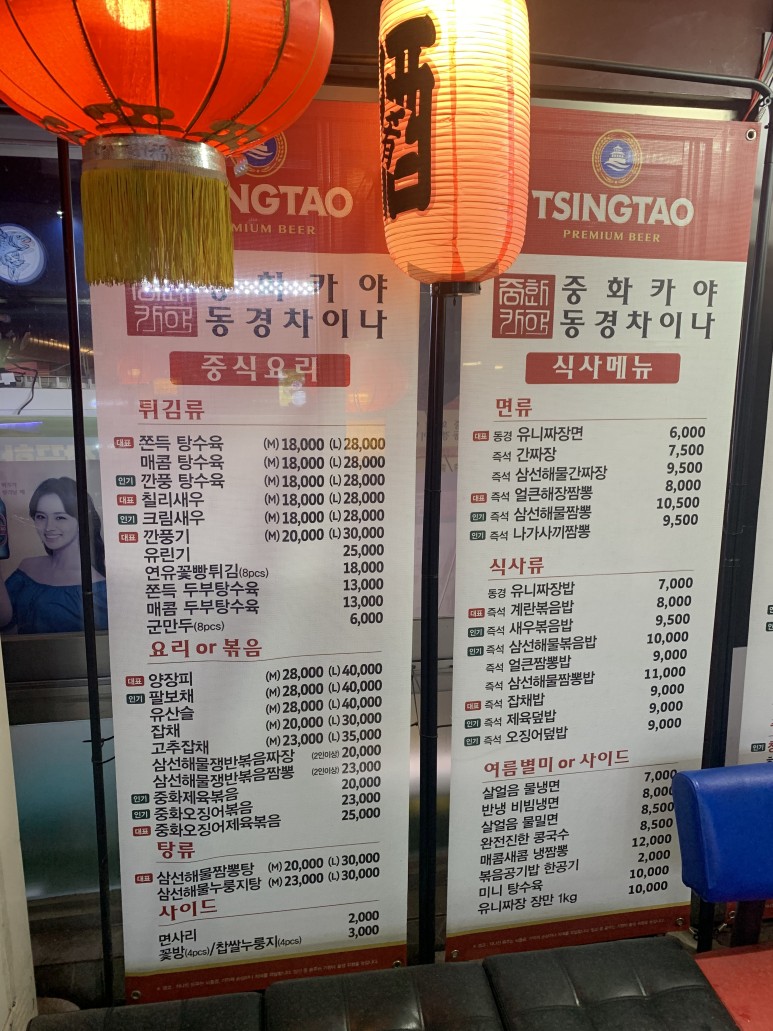 酒
NGTAO
MIUM BEER
중화카야
중 화 카 야
동경차이나
중식요리
튀김류
대표 쫀득 탕수육 (M) 18,000 (L) 28,000
매콤 탕수육 (M) 18,000 (L) 28,000
인기 깐풍 탕수육 (M) 18,000 (L) 28,000
대표 칠리새우 (M) 18,000 (L) 28,000
인기 크림새우 (M) 18,000 (L) 28,000
대표 깐풍기 (M) 20,000 (L) 30,000
유린기 25,000
연유꽃빵튀김(8pcs) 18,000
쫀득 두부탕수육 13,000
매콤 두부탕수육 13,000
군만두(8pcs) 6,000
요리 or 볶음
대표 양장피 (M) 28,000 (L) 40,000
인기 팔보채 (M) 28,000 (L) 40,000
유산슬 (M) 28,000 (L) 40,000
잡채 (M) 20,000 (L) 30,000
고추잡채 (M) 23,000 (L) 35,000
삼선해물쟁반볶음짜장 (2인이상) 20,000
삼선해물쟁반볶음짬뽕 (2인이상) 23,000
인기 중화제육볶음 20,000
인기 중화오징어볶음 23,000
대표 중화오징어제육볶음 25,000
탕류
대표 삼선해물짬뽕탕 (M) 20,000 (L) 30,000
삼선해물누룽지탕 (M) 23,000 (L) 30,000
사이드
면사리 2,000
꽃방(4pcs)/찹쌀누룽지(4pcs) 3,000
TSINGTAO
PREMIUM BEER
중화카야
중 화 카 야
동경차이나
식사메뉴
면류
대표 동경 유니짜장면 6,000
즉석 간짜장 7,500
즉석 삼선해물간짜장 9,500
대표 즉석 얼큰해장짬뽕 8,000
인기 즉석 삼선해물짬뽕 10,500
인기 즉석 나가사끼짬뽕 9,500
식사류
동경 유니짜장밥 7,000
대표 즉석 계란볶음밥 8,000
인기 즉석 새우볶음밥 9,500
인기 즉석 삼선해물볶음밥 10,000
즉석 얼큰짬뽕밥 9,000
즉석 삼선해물짬뽕밥 11,000
대표 즉석 잡채밥 9,000
인기 즉석 제육덮밥 9,000
인기 즉석 오징어덮밥 9,000
여름별미 or 사이드
살얼음 물냉면 7,000
반냉 비빔냉면 8,000
살얼음 물밀면 8,500
완전진한 콩국수 8,500
매콤새콤 냉짬뽕 12,000
볶음공기밥 한공기 2,000
미니 탕수육 10,000
유니짜장 장만 1kg 10,000